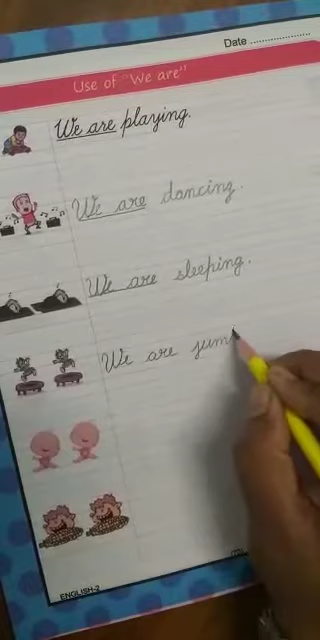 Date ....................
Use of "We are"
We are playing.
We are dancing.
We are sleeping.
We are jum
ENGLISH-2